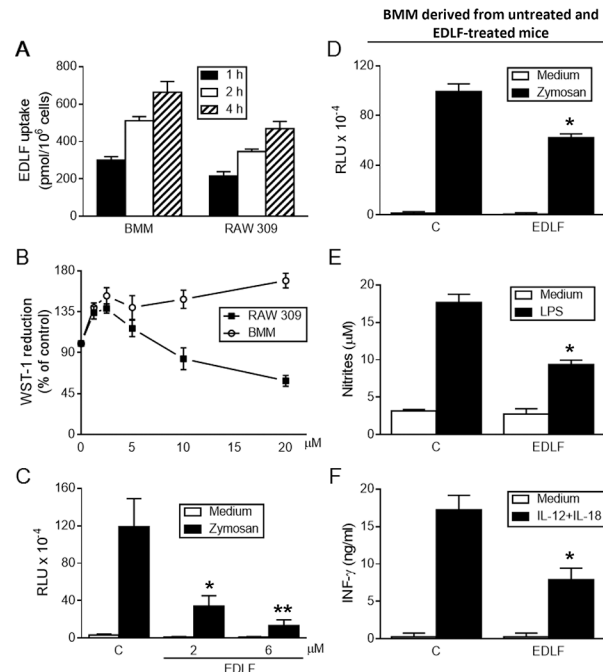 BMM derived from untreated and
EDLF-treated mice
A
EDLF uptake
(pmol/10⁶ cells)
800
600
400
200
0
1 h
2 h
4 h
BMM
RAW 309
B
WST-1 reduction
(% of control)
180
135
90
45
0
RAW 309
BMM
0
5
10
15
20
µM
C
RLU x 10⁻⁴
160
120
80
40
0
Medium
Zymosan
*
**
C
2
6
µM
EDLF
D
RLU x 10⁻⁴
120
80
40
0
Medium
Zymosan
*
C
EDLF
E
Nitrites (µM)
20
15
10
5
0
Medium
LPS
*
C
EDLF
F
INF-γ (ng/ml)
20
15
10
5
0
Medium
IL-12+IL-18
*
C
EDLF